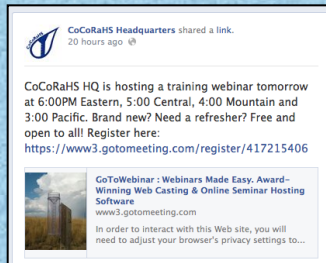 CoCoRaHS Headquarters shared a link.
20 hours ago
CoCoRaHS HQ is hosting a training webinar tomorrow
at 6:00PM Eastern, 5:00 Central, 4:00 Mountain and
3:00 Pacific. Brand new? Need a refresher? Free and
open to all! Register here:
https://www3.gotomeeting.com/register/417215406
GoToWebinar : Webinars Made Easy. Award-
Winning Web Casting & Online Seminar Hosting
Software
www3.gotomeeting.com
In order to interact with this Web site, you will
need to adjust your browser's privacy settings to...